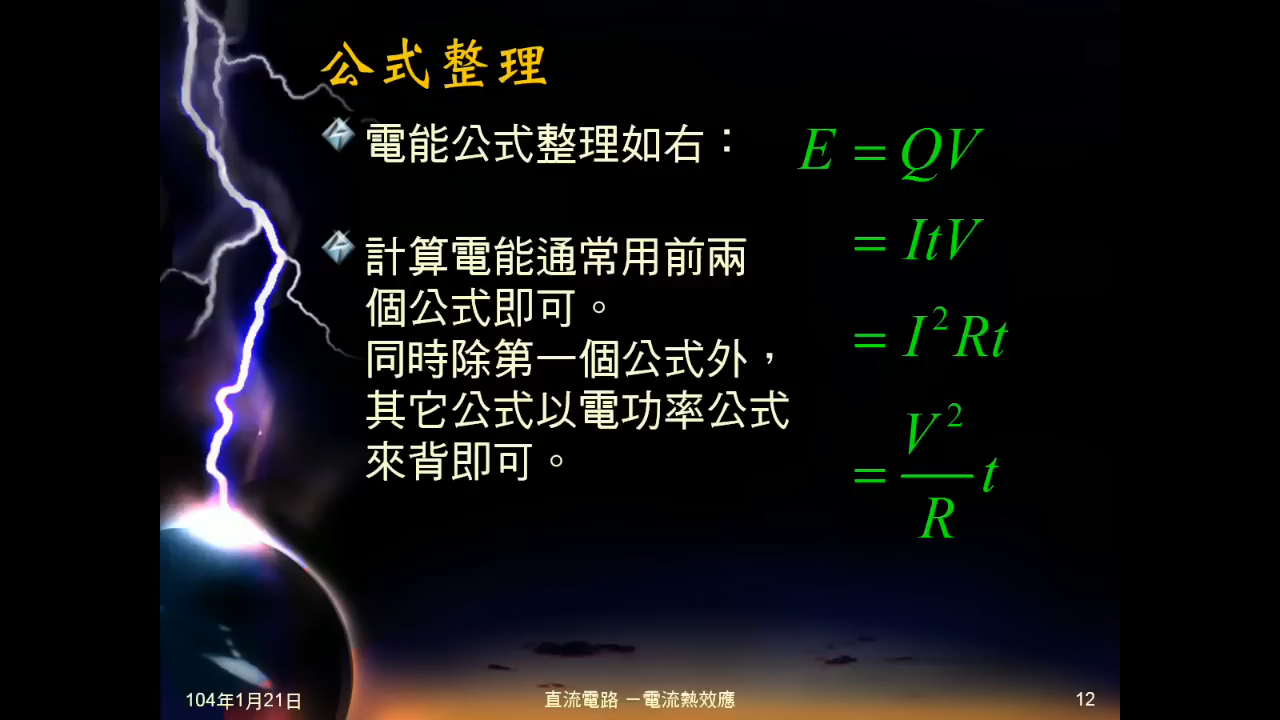 公式整理
電能公式整理如右：
E = QV
= ItV
= I²Rt
= V²/R t
計算電能通常用前兩
個公式即可。
同時除第一個公式外，
其它公式以電功率公式
來背即可。
104年1月21日
直流電路 －電流熱效應
12